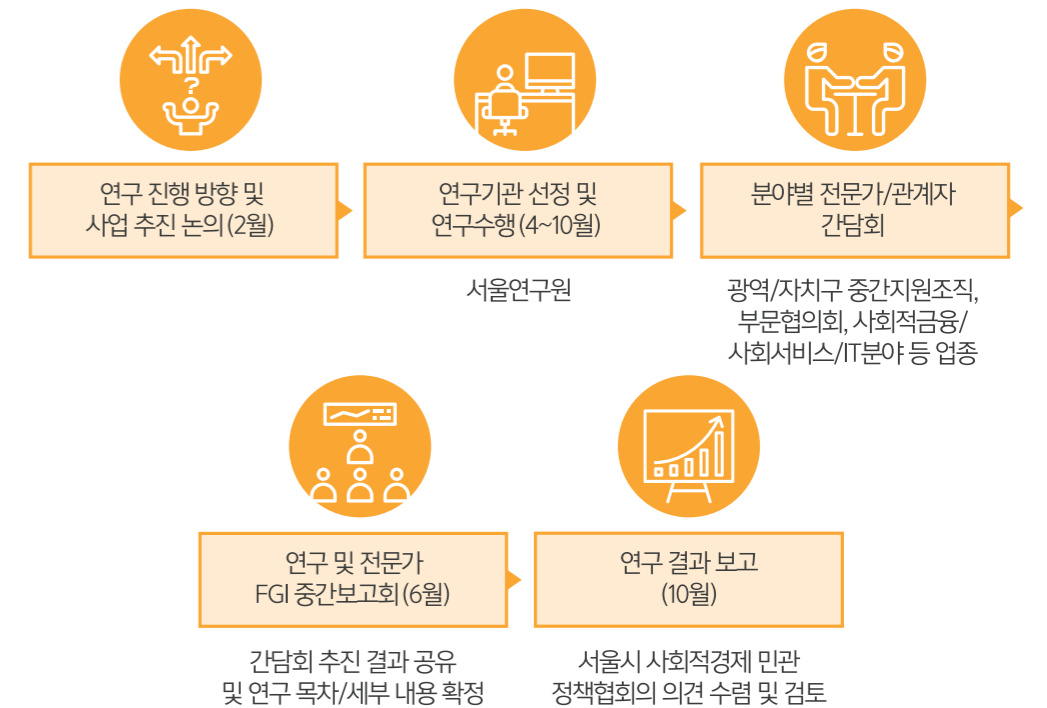 ?
연구 진행 방향 및
사업 추진 논의(2월)
연구기관 선정 및
연구수행(4~10월)
서울연구원
분야별 전문가/관계자
간담회
광역/자치구 중간지원조직,
부문협의회, 사회적금융/
사회서비스/IT분야 등 업종
연구 및 전문가
FGI 중간보고회(6월)
간담회 추진 결과 공유
및 연구 목차/세부 내용 확정
연구 결과 보고
(10월)
서울시 사회적경제 민관
정책협회의 의견 수렴 및 검토